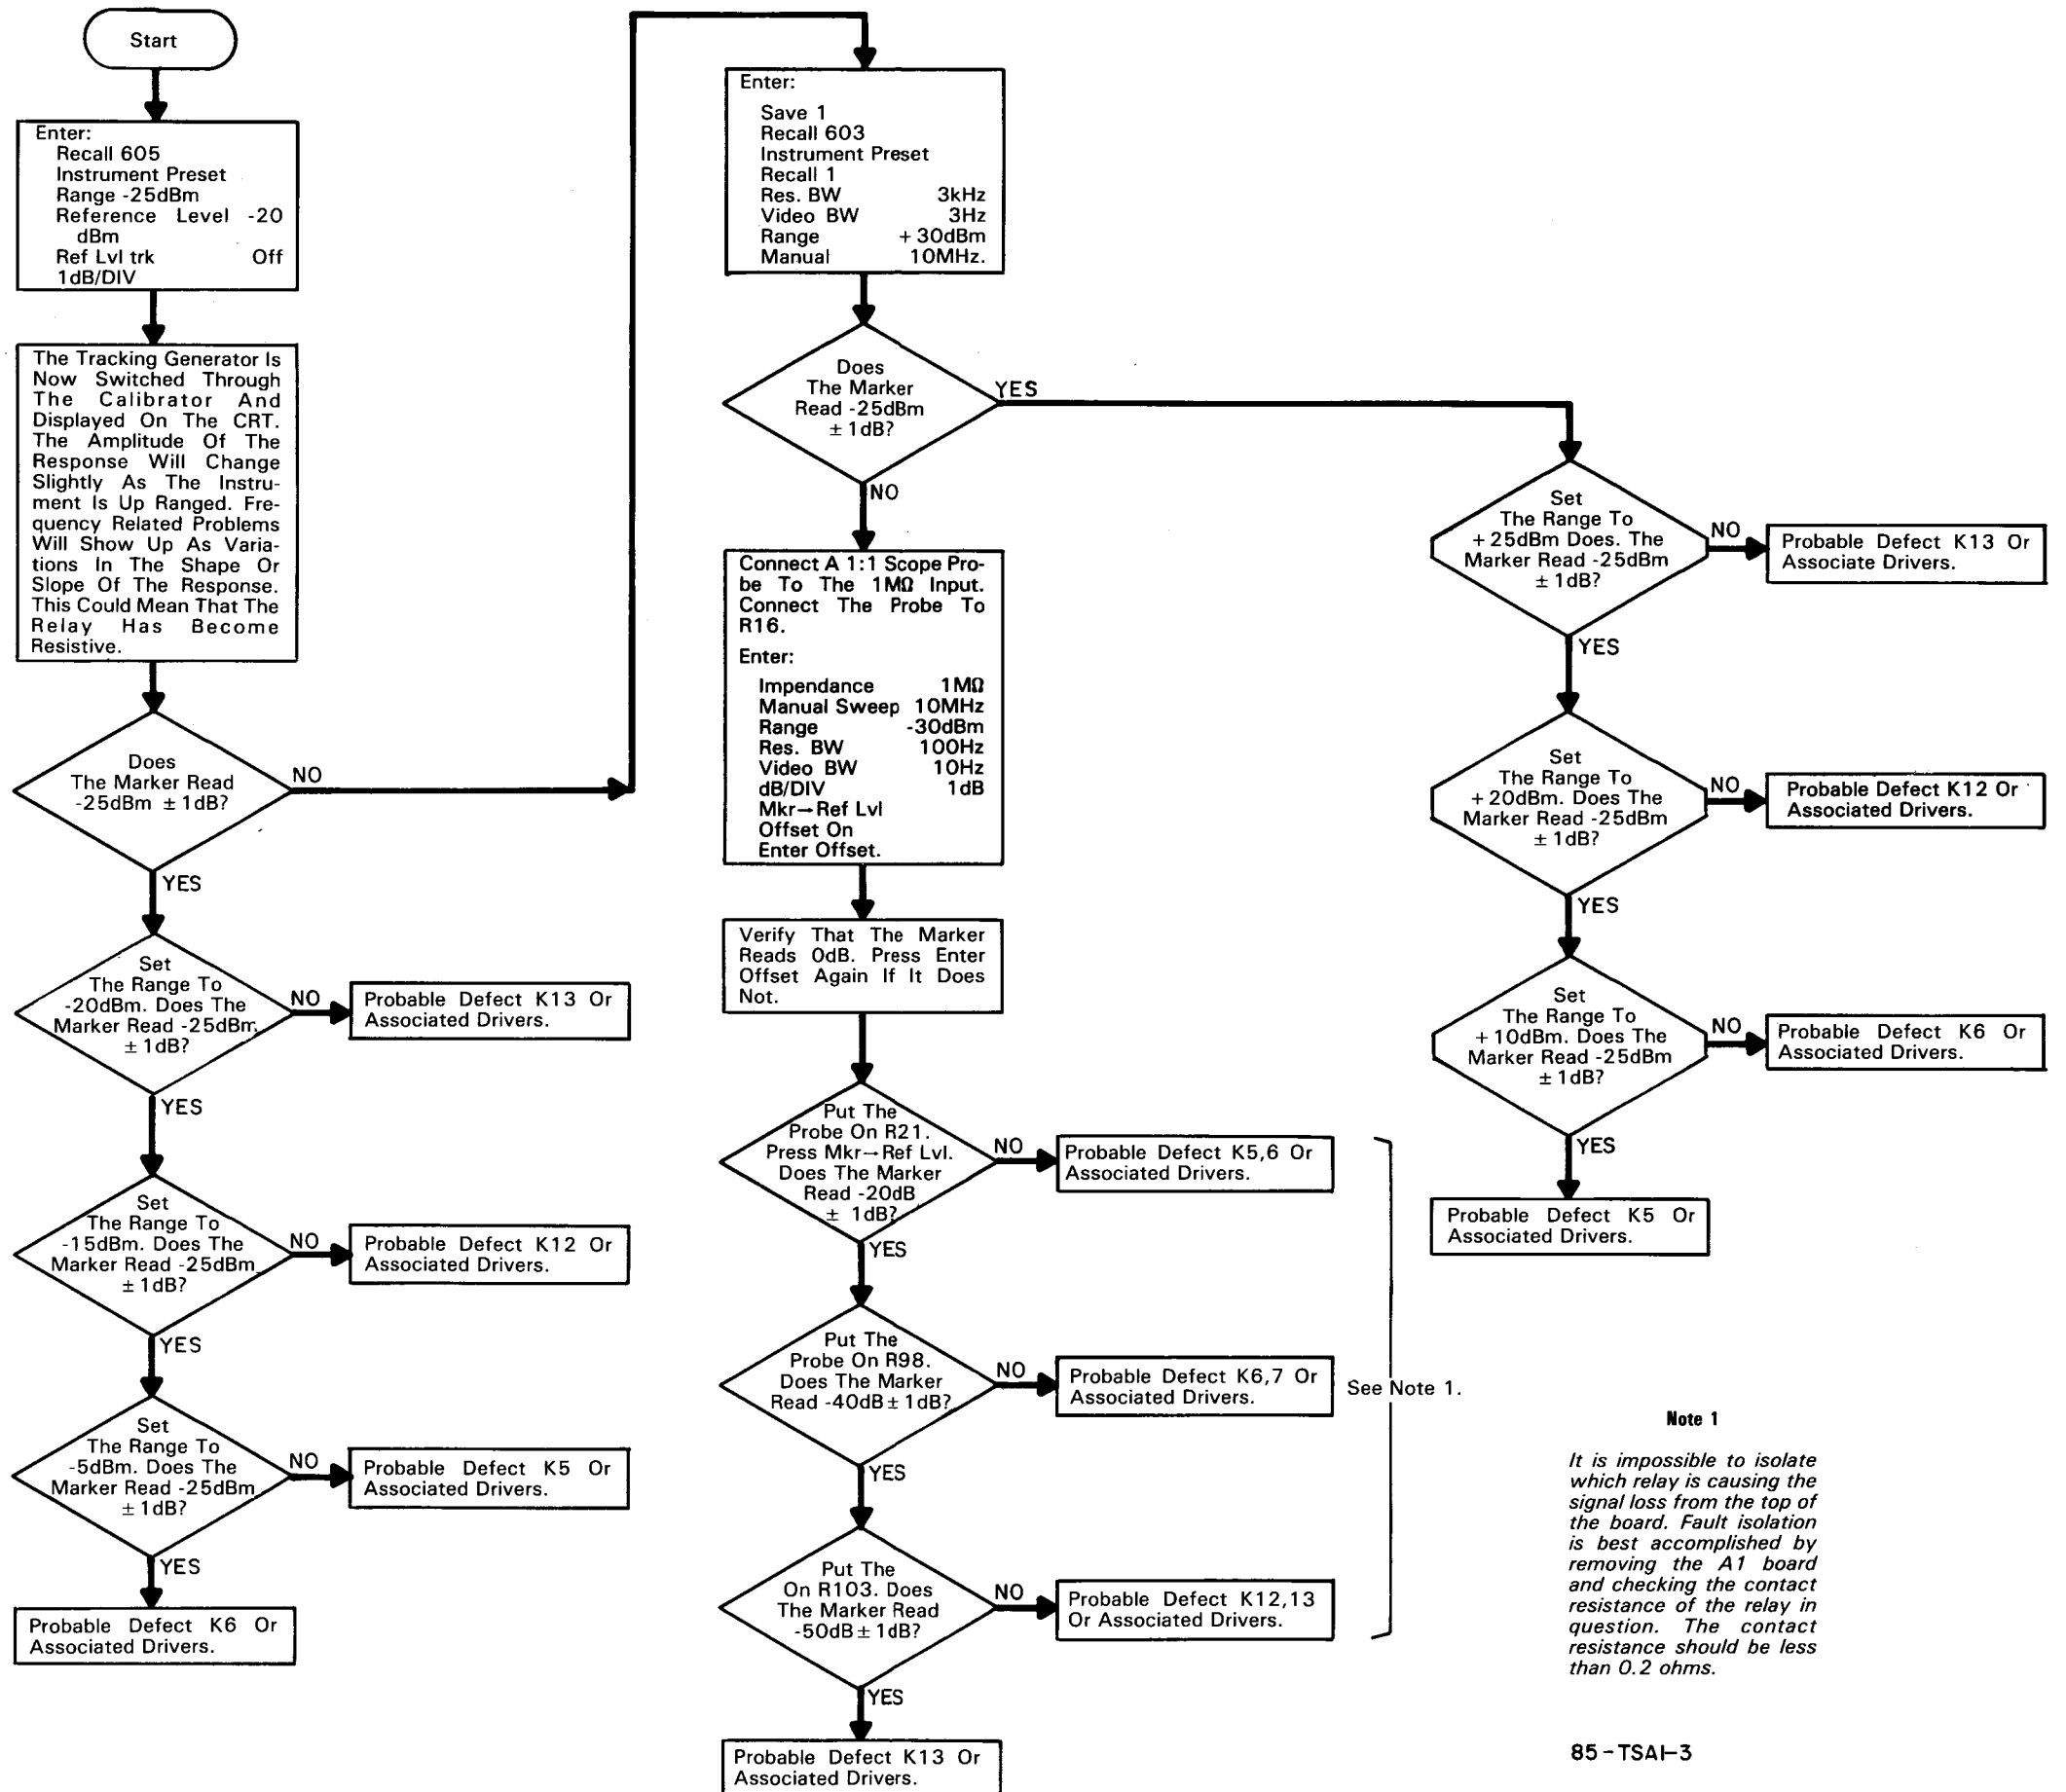 Start
Enter:
Recall 605
Instrument Preset
Range -25dBm
Reference Level -20
dBm
Ref Lvl trk Off
1dB/DIV
The Tracking Generator Is
Now Switched Through
The Calibrator And
Displayed On The CRT.
The Amplitude Of The
Response Will Change
Slightly As The Instru-
ment Is Up Ranged. Fre-
quency Related Problems
Will Show Up As Varia-
tions In The Shape Or
Slope Of The Response.
This Could Mean That The
Relay Has Become
Resistive.
Does
The Marker Read
-25dBm ± 1dB?
NO
YES
Set
The Range To
-20dBm. Does The
Marker Read -25dBm
± 1dB?
NO
Probable Defect K13 Or
Associated Drivers.
YES
Set
The Range To
-15dBm. Does The
Marker Read -25dBm
± 1dB?
NO
Probable Defect K12 Or
Associated Drivers.
YES
Set
The Range To
-5dBm. Does The
Marker Read -25dBm
± 1dB?
NO
Probable Defect K5 Or
Associated Drivers.
YES
Probable Defect K6 Or
Associated Drivers.
Enter:
Save 1
Recall 603
Instrument Preset
Recall 1
Res. BW 3kHz
Video BW 3Hz
Range +30dBm
Manual 10MHz.
Does
The Marker
Read -25dBm
± 1dB?
YES
NO
Connect A 1:1 Scope Pro-
be To The 1MΩ Input.
Connect The Probe To
R16.
Enter:
Impendance 1MΩ
Manual Sweep 10MHz
Range -30dBm
Res. BW 100Hz
Video BW 10Hz
dB/DIV 1dB
Mkr→Ref Lvl
Offset On
Enter Offset.
Verify That The Marker
Reads 0dB. Press Enter
Offset Again If It Does
Not.
Put The
Probe On R21.
Press Mkr→Ref Lvl.
Does The Marker
Read -20dB
± 1dB?
NO
Probable Defect K5,6 Or
Associated Drivers.
YES
Put The
Probe On R98.
Does The Marker
Read -40dB ± 1dB?
NO
Probable Defect K6,7 Or
Associated Drivers.
See Note 1.
YES
Put The
On R103. Does
The Marker Read
-50dB ± 1dB?
NO
Probable Defect K12,13
Or Associated Drivers.
YES
Probable Defect K13 Or
Associated Drivers.
Set
The Range To
+25dBm Does. The
Marker Read -25dBm
± 1dB?
NO
Probable Defect K13 Or
Associate Drivers.
YES
Set
The Range To
+20dBm. Does The
Marker Read -25dBm
± 1dB?
NO
Probable Defect K12 Or
Associated Drivers.
YES
Set
The Range To
+10dBm. Does The
Marker Read -25dBm
± 1dB?
NO
Probable Defect K6 Or
Associated Drivers.
YES
Probable Defect K5 Or
Associated Drivers.
Note 1
It is impossible to isolate
which relay is causing the
signal loss from the top of
the board. Fault isolation
is best accomplished by
removing the A1 board
and checking the contact
resistance of the relay in
question. The contact
resistance should be less
than 0.2 ohms.
85-TSAI-3